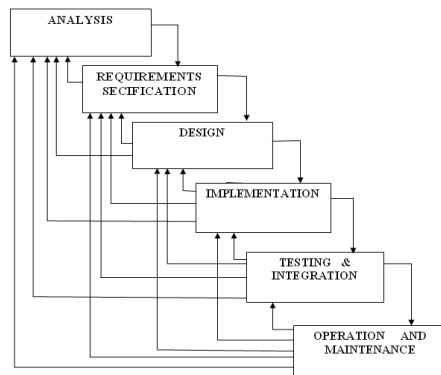 ANALYSIS
REQUIREMENTS
SECIFICATION
DESIGN
IMPLEMENTATION
TESTING &
INTEGRATION
OPERATION AND
MAINTENANCE